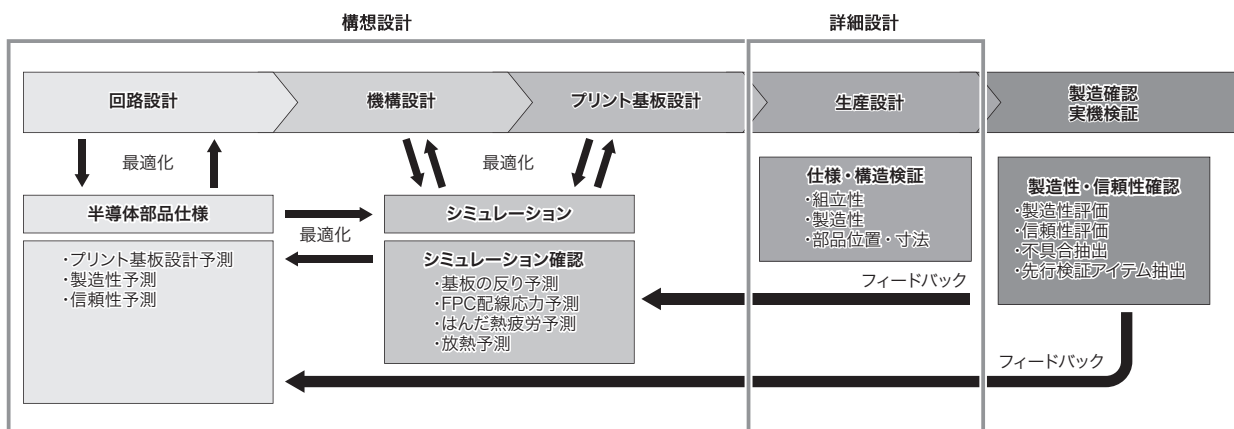 構想設計
詳細設計
回路設計
機構設計
プリント基板設計
生産設計
製造確認
実機検証
最適化
最適化
半導体部品仕様
最適化
シミュレーション
・プリント基板設計予測
・製造性予測
・信頼性予測
シミュレーション確認
・基板の反り予測
・FPC配線応力予測
・はんだ熱疲労予測
・放熱予測
仕様・構造検証
・組立性
・製造性
・部品位置・寸法
製造性・信頼性確認
・製造性評価
・信頼性評価
・不具合抽出
・先行検証アイテム抽出
フィードバック
フィードバック